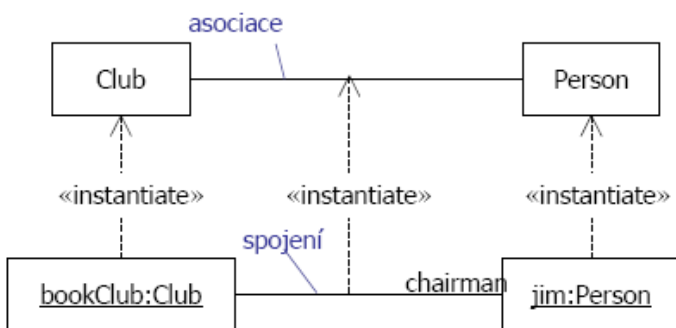 asociace
Club
Person
«instantiate»
«instantiate»
«instantiate»
spojení
bookClub:Club
chairman
jim:Person